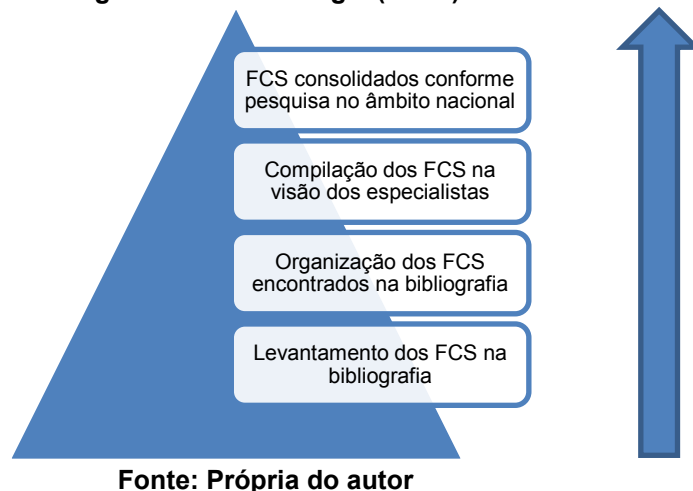 FCS consolidados conforme
pesquisa no âmbito nacional
Compilação dos FCS na
visão dos especialistas
Organização dos FCS
encontrados na bibliografia
Levantamento dos FCS na
bibliografia
Fonte: Própria do autor